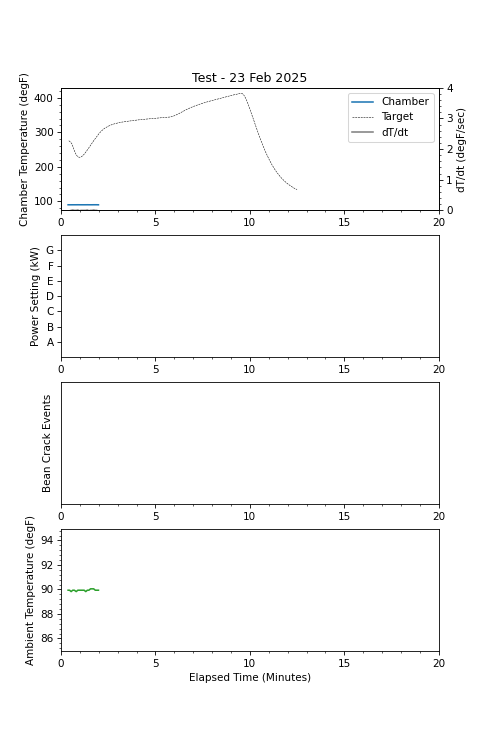 Test - 23 Feb 2025
Chamber Temperature (degF)
400
300
200
100
Chamber
Target
dT/dt
4
3
2
1
0
dT/dt (degF/sec)
0 5 10 15 20
Power Setting (kW)
G
F
E
D
C
B
A
0 5 10 15 20
Bean Crack Events
0 5 10 15 20
Ambient Temperature (degF)
94
92
90
88
86
0 5 10 15 20
Elapsed Time (Minutes)